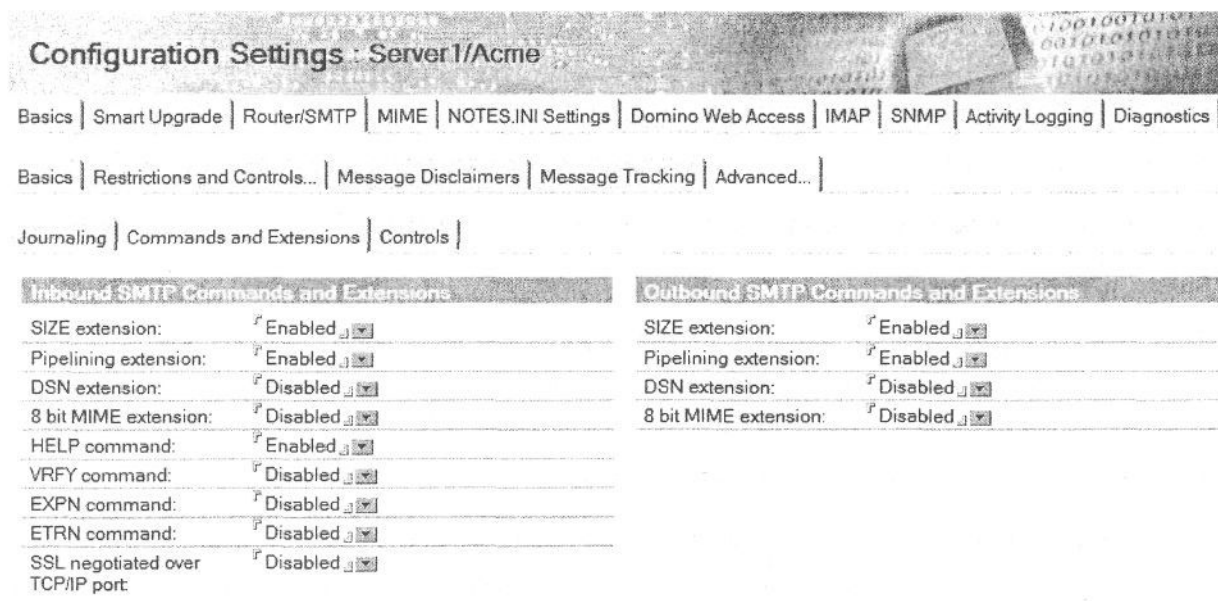 Configuration Settings : Server1/Acme
Basics | Smart Upgrade | Router/SMTP | MIME | NOTES.INI Settings | Domino Web Access | IMAP | SNMP | Activity Logging | Diagnostics
Basics | Restrictions and Controls... | Message Disclaimers | Message Tracking | Advanced... |
Journaling | Commands and Extensions | Controls |
Inbound SMTP Commands and Extensions
SIZE extension: Enabled
Pipelining extension: Enabled
DSN extension: Disabled
8 bit MIME extension: Disabled
HELP command: Enabled
VRFY command: Disabled
EXPN command: Disabled
ETRN command: Disabled
SSL negotiated over Disabled
TCP/IP port:
Outbound SMTP Commands and Extensions
SIZE extension: Enabled
Pipelining extension: Enabled
DSN extension: Disabled
8 bit MIME extension: Disabled